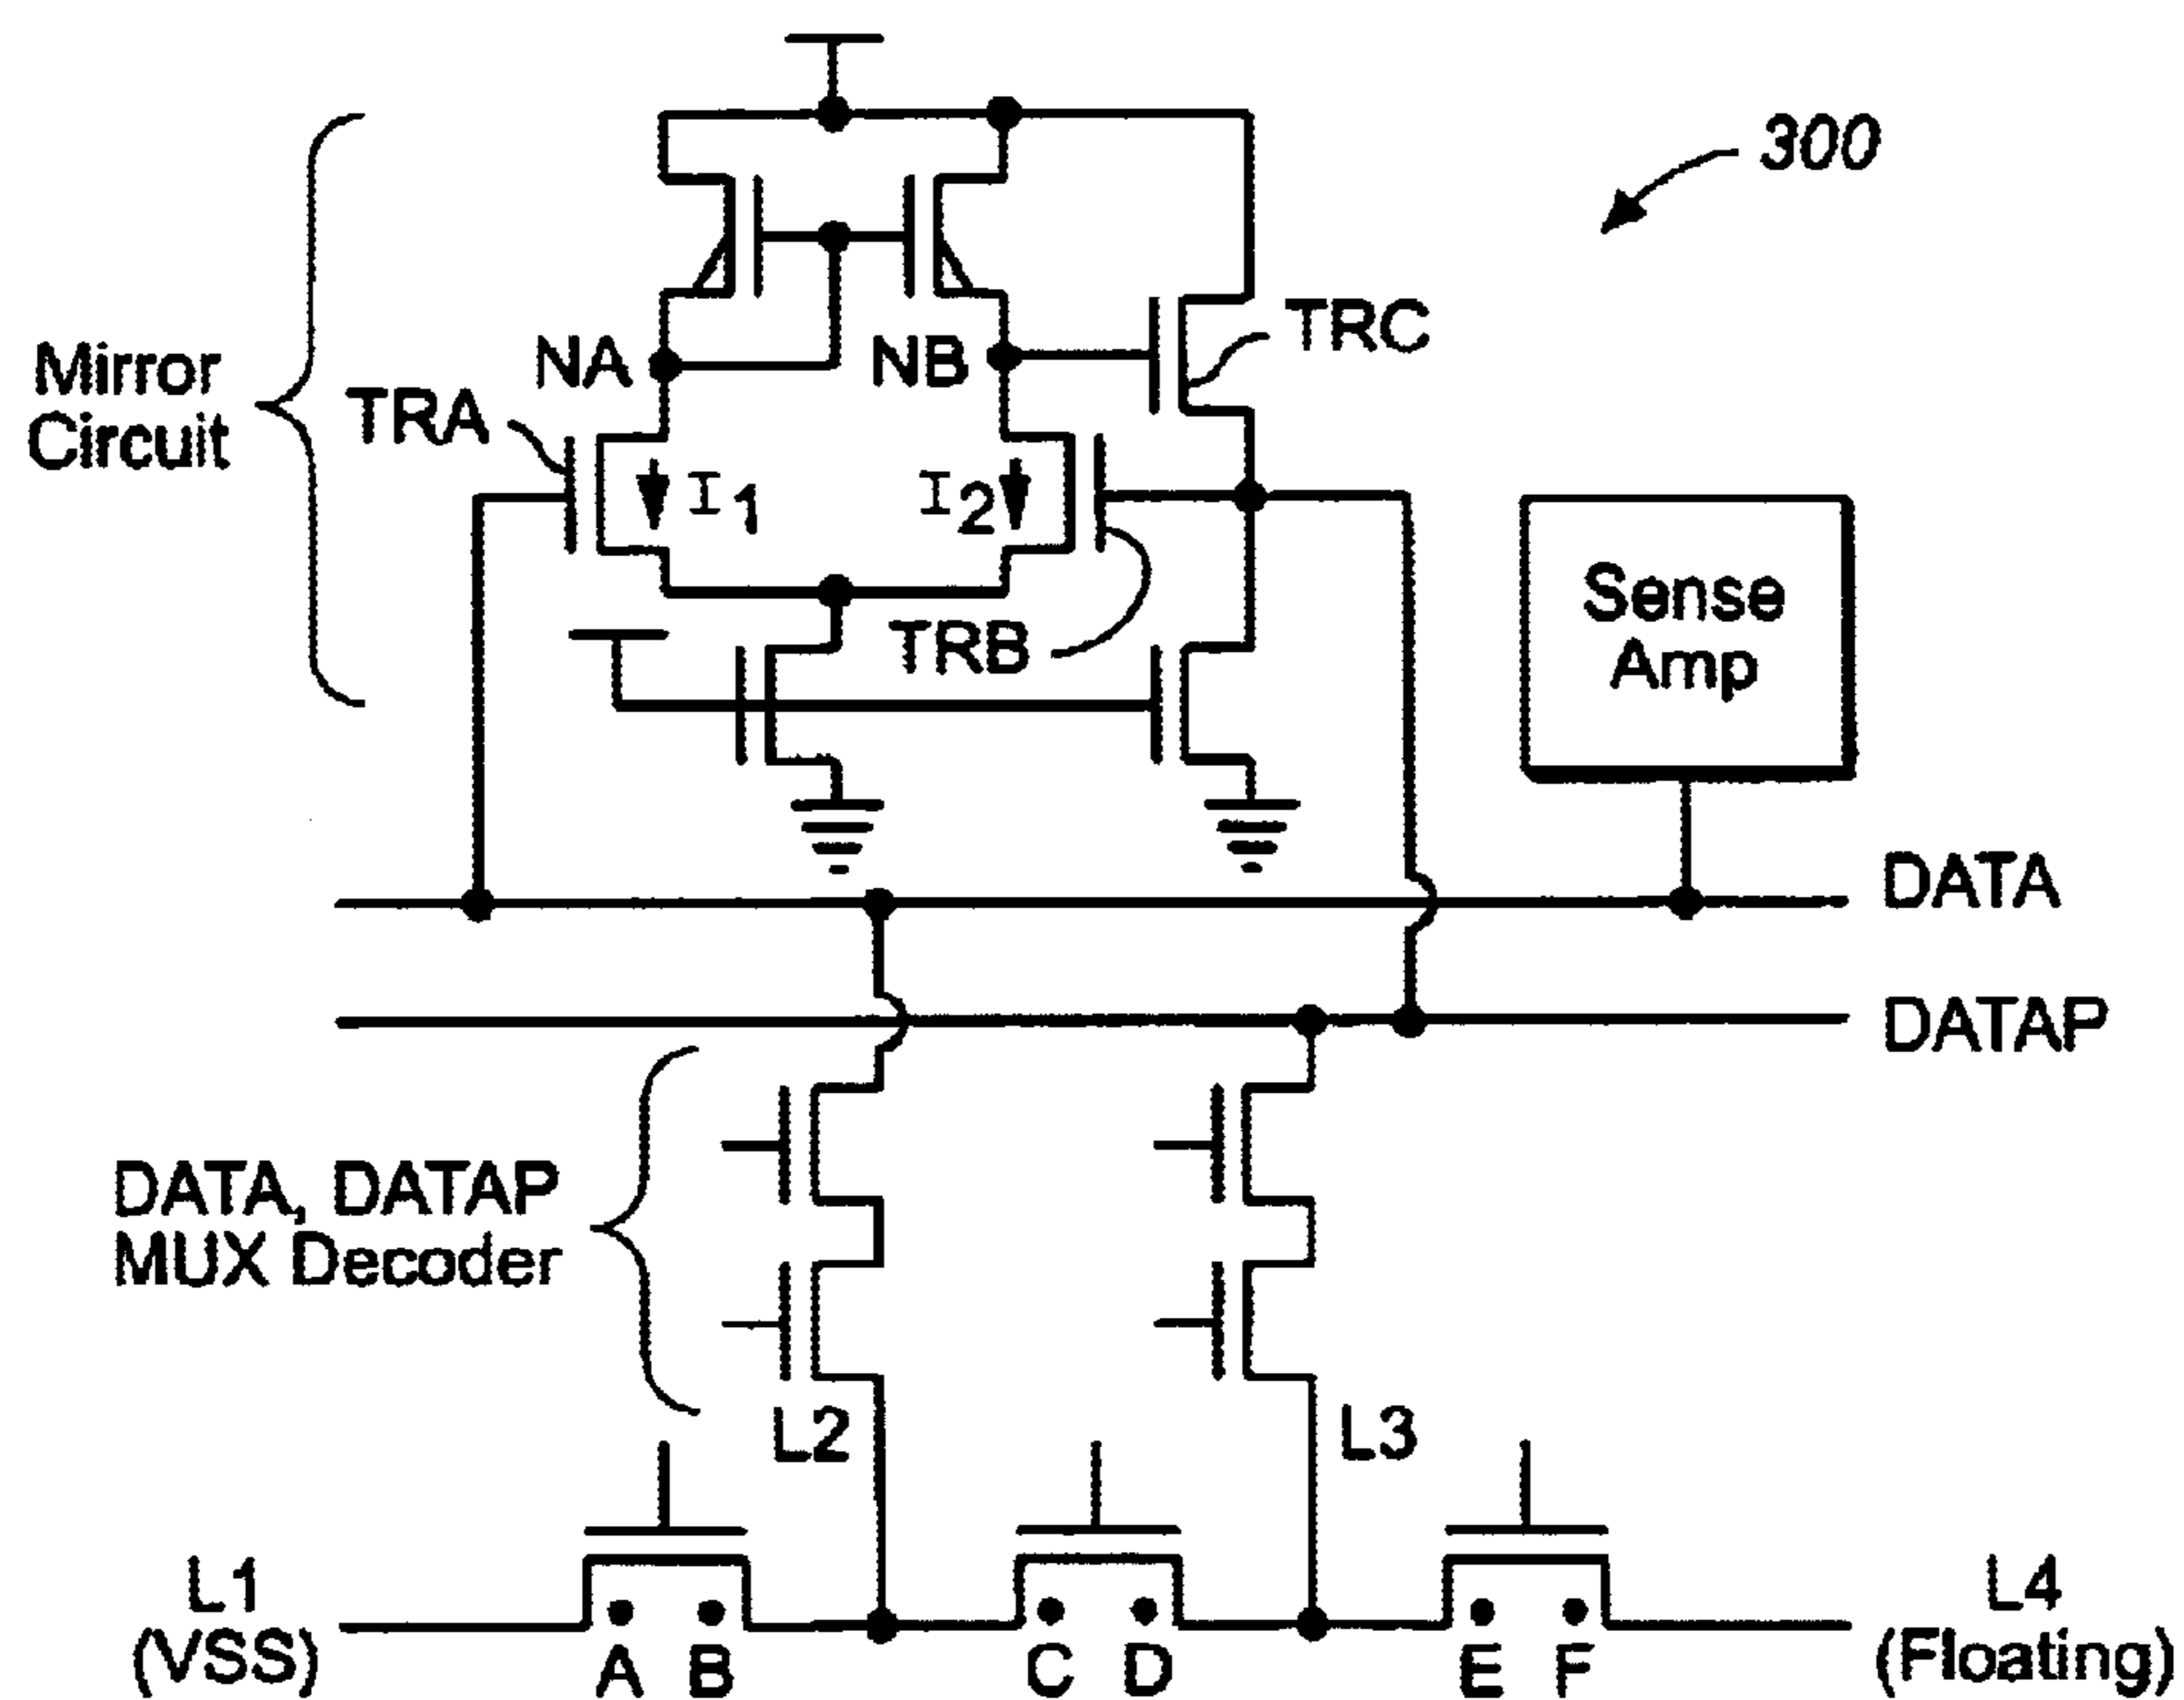 300
Mirror
Circuit
TRA
NA
NB
TRC
I1
I2
TRB
Sense
Amp
DATA
DATAP
DATA, DATAP
MUX Decoder
L2
L3
L1
(VSS)
A
B
C
D
E
F
L4
(Floating)